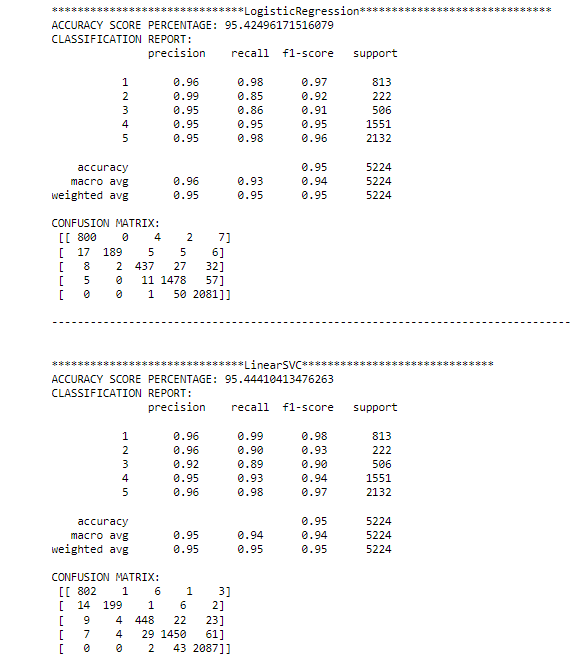 ******************************LogisticRegression******************************
ACCURACY SCORE PERCENTAGE: 95.42496171516079
CLASSIFICATION REPORT:
precision recall f1-score support
1 0.96 0.98 0.97 813
2 0.99 0.85 0.92 222
3 0.95 0.86 0.91 506
4 0.95 0.95 0.95 1551
5 0.95 0.98 0.96 2132
accuracy 0.95 5224
macro avg 0.96 0.93 0.94 5224
weighted avg 0.95 0.95 0.95 5224
CONFUSION MATRIX:
[[ 800 0 4 2 7]
[ 17 189 5 5 6]
[ 8 2 437 27 32]
[ 5 0 11 1478 57]
[ 0 0 1 50 2081]]
---------------------------------------------------------------------------------
******************************LinearSVC******************************
ACCURACY SCORE PERCENTAGE: 95.44410413476263
CLASSIFICATION REPORT:
precision recall f1-score support
1 0.96 0.99 0.98 813
2 0.96 0.90 0.93 222
3 0.92 0.89 0.90 506
4 0.95 0.93 0.94 1551
5 0.96 0.98 0.97 2132
accuracy 0.95 5224
macro avg 0.95 0.94 0.94 5224
weighted avg 0.95 0.95 0.95 5224
CONFUSION MATRIX:
[[ 802 1 6 1 3]
[ 14 199 1 6 2]
[ 9 4 448 22 23]
[ 7 4 29 1450 61]
[ 0 0 2 43 2087]]